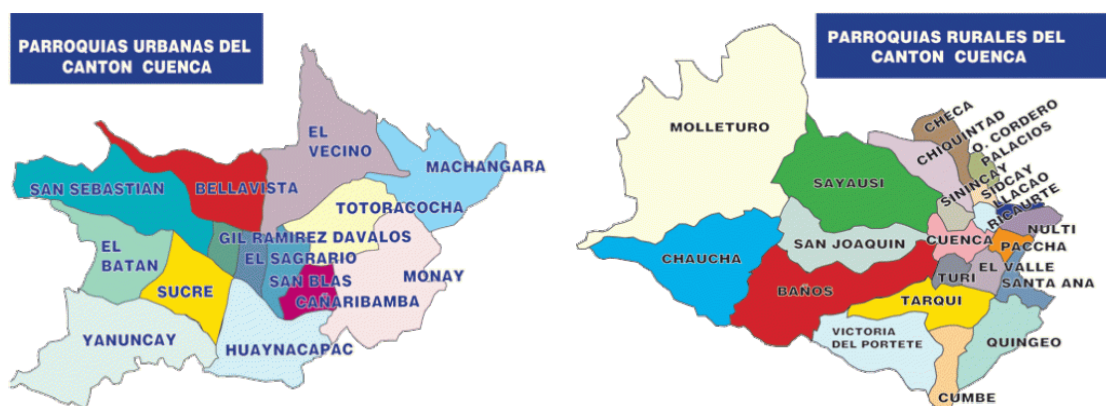 PARROQUIAS URBANAS DEL
CANTON CUENCA
EL
VECINO
MACHANGARA
SAN SEBASTIAN
BELLAVISTA
TOTORACOCHA
GIL RAMIREZ DAVALOS
EL
BATAN
EL SAGRARIO
MONAY
SAN BLAS
SUCRE
CAÑARIBAMBA
YANUNCAY
HUAYNACAPAC
PARROQUIAS RURALES DEL
CANTON CUENCA
MOLLETURO
CHECA
CHIQUINTAD
O. CORDERO
PALACIOS
SAYAUSI
SININCAY
SIDCAY
LLACAO
RICAURTE
NULTI
SAN JOAQUIN
CUENCA
PACCHA
CHAUCHA
TURI
EL VALLE
SANTA ANA
BAÑOS
TARQUI
VICTORIA
DEL PORTETE
QUINGEO
CUMBE